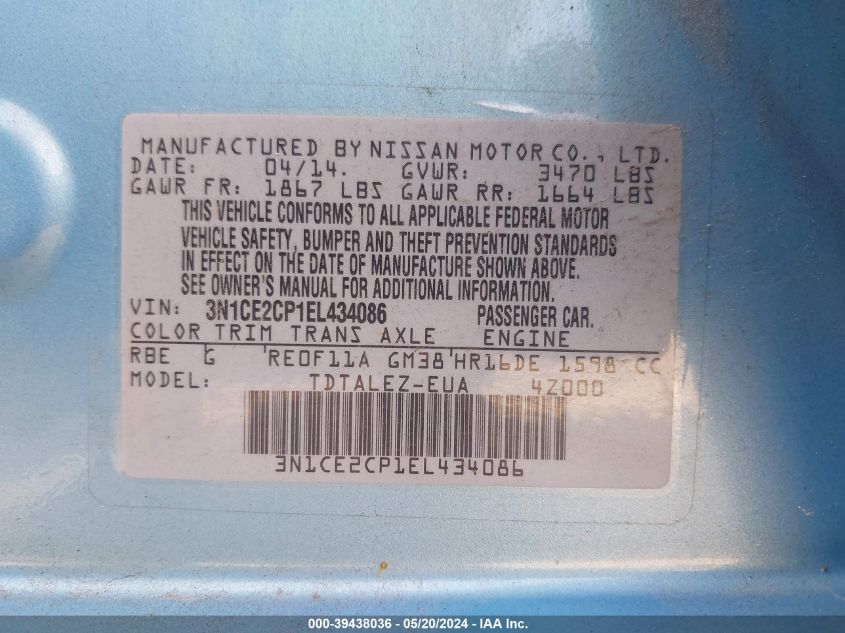 MANUFACTURED BY NISSAN MOTOR CO., LTD.
DATE: 04/14. GVWR: 3470 LBS
GAWR FR: 1867 LBS GAWR RR: 1664 LBS
THIS VEHICLE CONFORMS TO ALL APPLICABLE FEDERAL MOTOR
VEHICLE SAFETY, BUMPER AND THEFT PREVENTION STANDARDS
IN EFFECT ON THE DATE OF MANUFACTURE SHOWN ABOVE.
SEE OWNER'S MANUAL FOR ADDITIONAL INFORMATION.
VIN: 3N1CE2CP1EL434086 PASSENGER CAR.
COLOR TRIM TRANS AXLE ENGINE
RBE G RE0F11A GM38 HR16DE 1598 CC
MODEL: TDTALEZ-EUA 4Z000
3N1CE2CP1EL434086
000-39438036 - 05/20/2024 - IAA Inc.